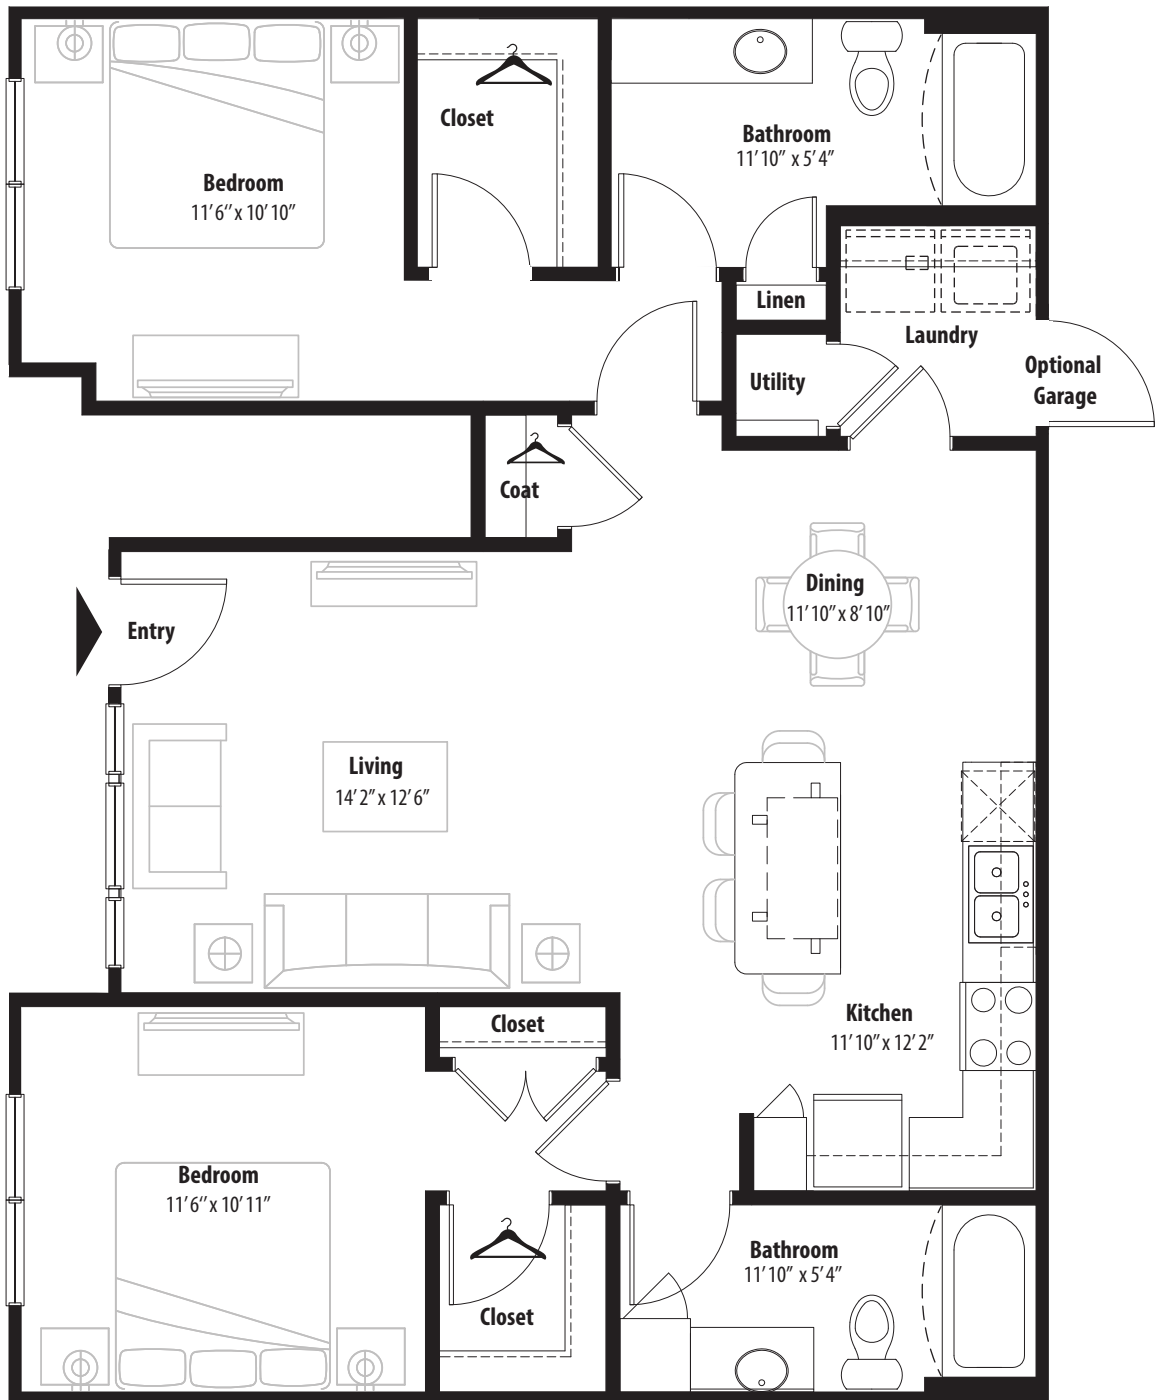 Closet
Bathroom
11'10" x 5'4"
Bedroom
11'6" x 10'10"
Linen
Laundry
Utility
Optional
Garage
Coat
Dining
11'10" x 8'10"
Entry
Living
14'2" x 12'6"
Kitchen
11'10" x 12'2"
Closet
Bedroom
11'6" x 10'11"
Bathroom
11'10" x 5'4"
Closet